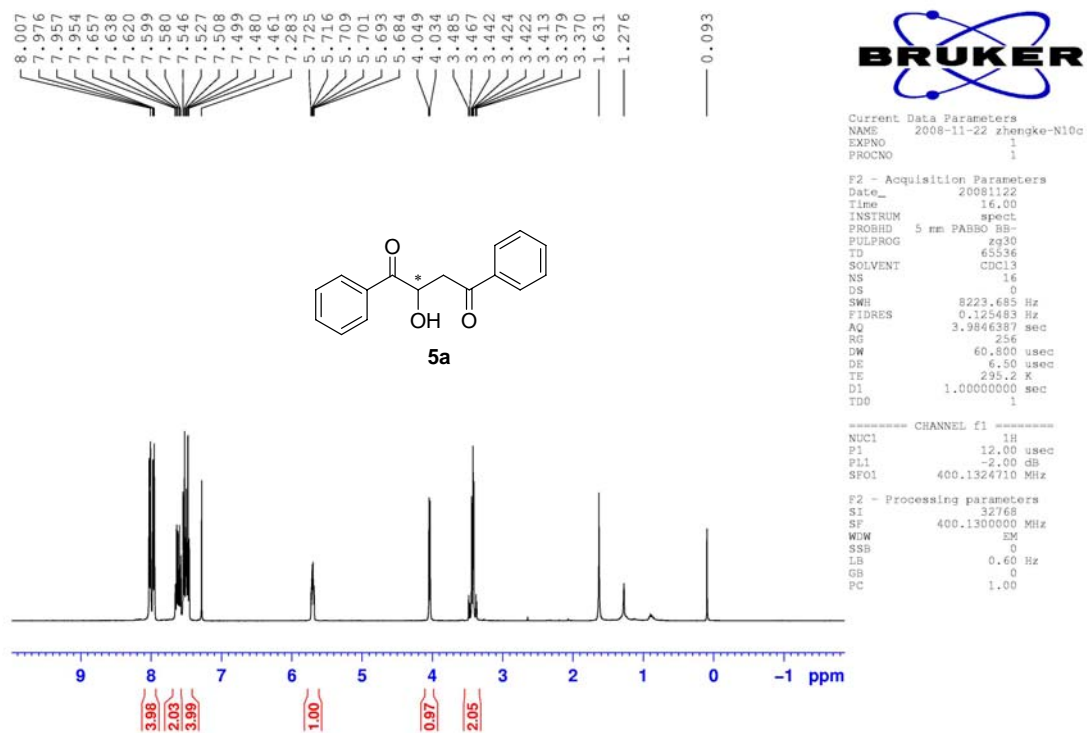 8.007
7.976
7.957
7.954
7.657
7.638
7.620
7.599
7.580
7.546
7.527
7.508
7.499
7.480
7.461
7.283
5.725
5.716
5.709
5.701
5.693
5.684
4.049
4.034
3.485
3.467
3.442
3.424
3.422
3.413
3.379
3.370
1.631
1.276
0.093
BRUKER
Current Data Parameters
NAME 2008-11-22 zhengke-N10c
EXPNO 1
PROCNO 1
F2 - Acquisition Parameters
Date_ 20081122
Time 16.00
INSTRUM spect
PROBHD 5 mm PABBO BB-
PULPROG zg30
TD 65536
SOLVENT CDCl3
NS 16
DS 0
SWH 8223.685 Hz
FIDRES 0.125483 Hz
AQ 3.9846387 sec
RG 256
DW 60.800 usec
DE 6.50 usec
TE 295.2 K
D1 1.00000000 sec
TD0 1
======== CHANNEL f1 ========
NUC1 1H
P1 12.00 usec
PL1 -2.00 dB
SFO1 400.1324710 MHz
F2 - Processing parameters
SI 32768
SF 400.1300000 MHz
WDW EM
SSB 0
LB 0.60 Hz
GB 0
PC 1.00
O
*
OH O
5a
9 8 7 6 5 4 3 2 1 0 -1 ppm
3.98 2.03 3.99 1.00 0.97 2.05